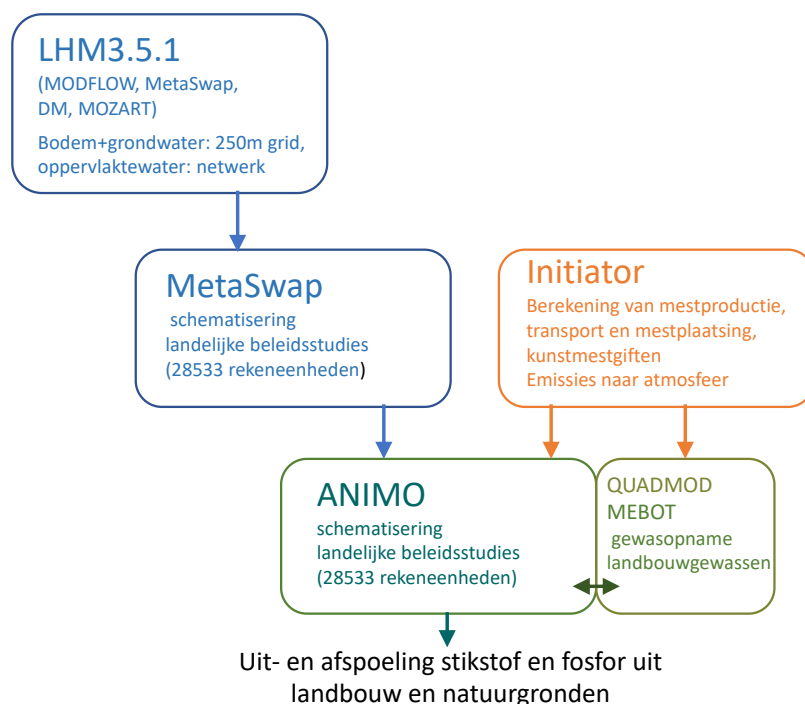 LHM3.5.1
(MODFLOW, MetaSwap,
DM, MOZART)
Bodem+grondwater: 250m grid,
oppervlaktewater: netwerk
MetaSwap
schematisering
landelijke beleidsstudies
(28533 rekeneenheden)
Initiator
Berekening van mestproductie,
transport en mestplaatsing,
kunstmestgiften
Emissies naar atmosfeer
ANIMO
schematisering
landelijke beleidsstudies
(28533 rekeneenheden)
QUADMOD
MEBOT
gewasopname
landbouwgewassen
Uit- en afspoeling stikstof en fosfor uit
landbouw en natuurgronden